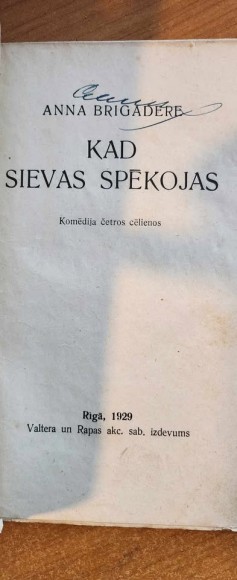 ANNA BRIGADERE
KAD
SIEVAS SPĒKOJAS
Komēdija četros cēlienos
Rīgā, 1929
Valtera un Rapas akc. sab. izdevums